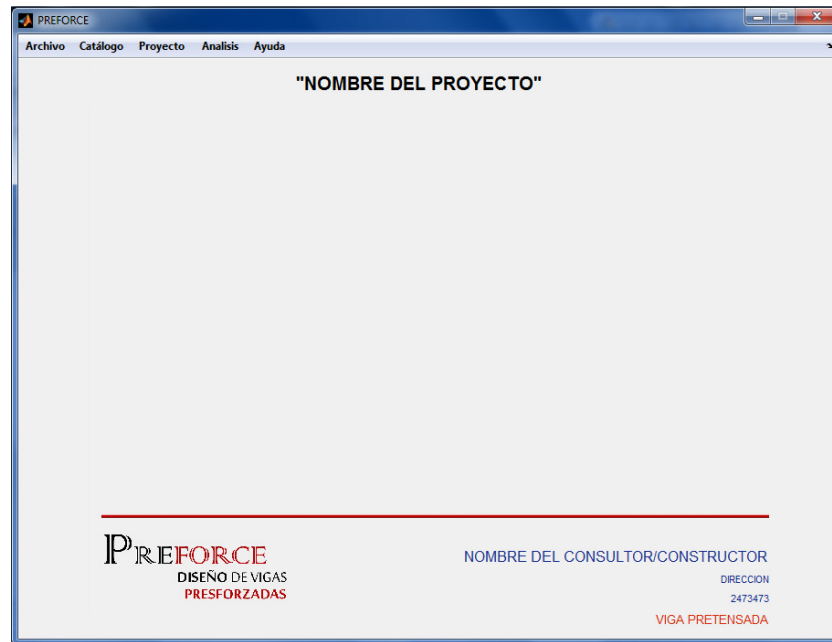 PREFORCE
Archivo Catálogo Proyecto Analisis Ayuda
"NOMBRE DEL PROYECTO"
PREFORCE
DISEÑO DE VIGAS
PRESFORZADAS
NOMBRE DEL CONSULTOR/CONSTRUCTOR
DIRECCION
2473473
VIGA PRETENSADA